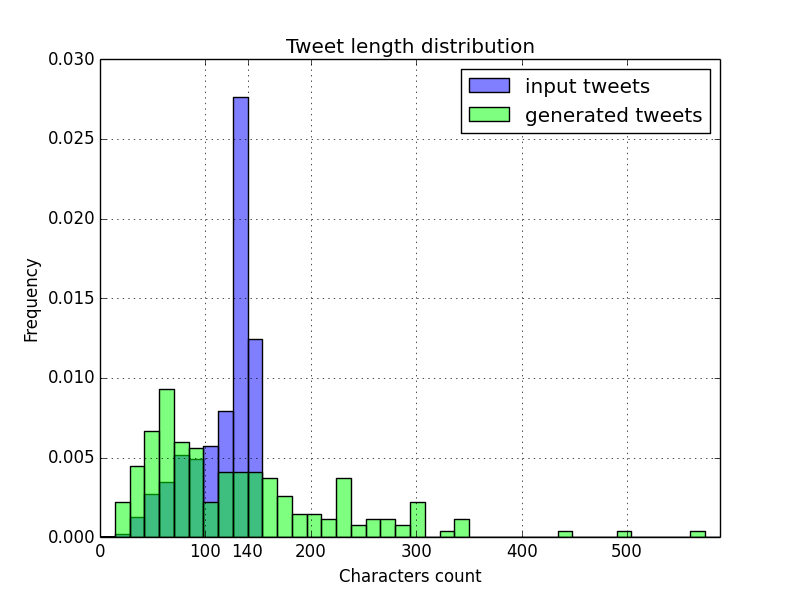 Tweet length distribution
input tweets
generated tweets
Frequency
0.030
0.025
0.020
0.015
0.010
0.005
0.000
0 100 140 200 300 400 500
Characters count